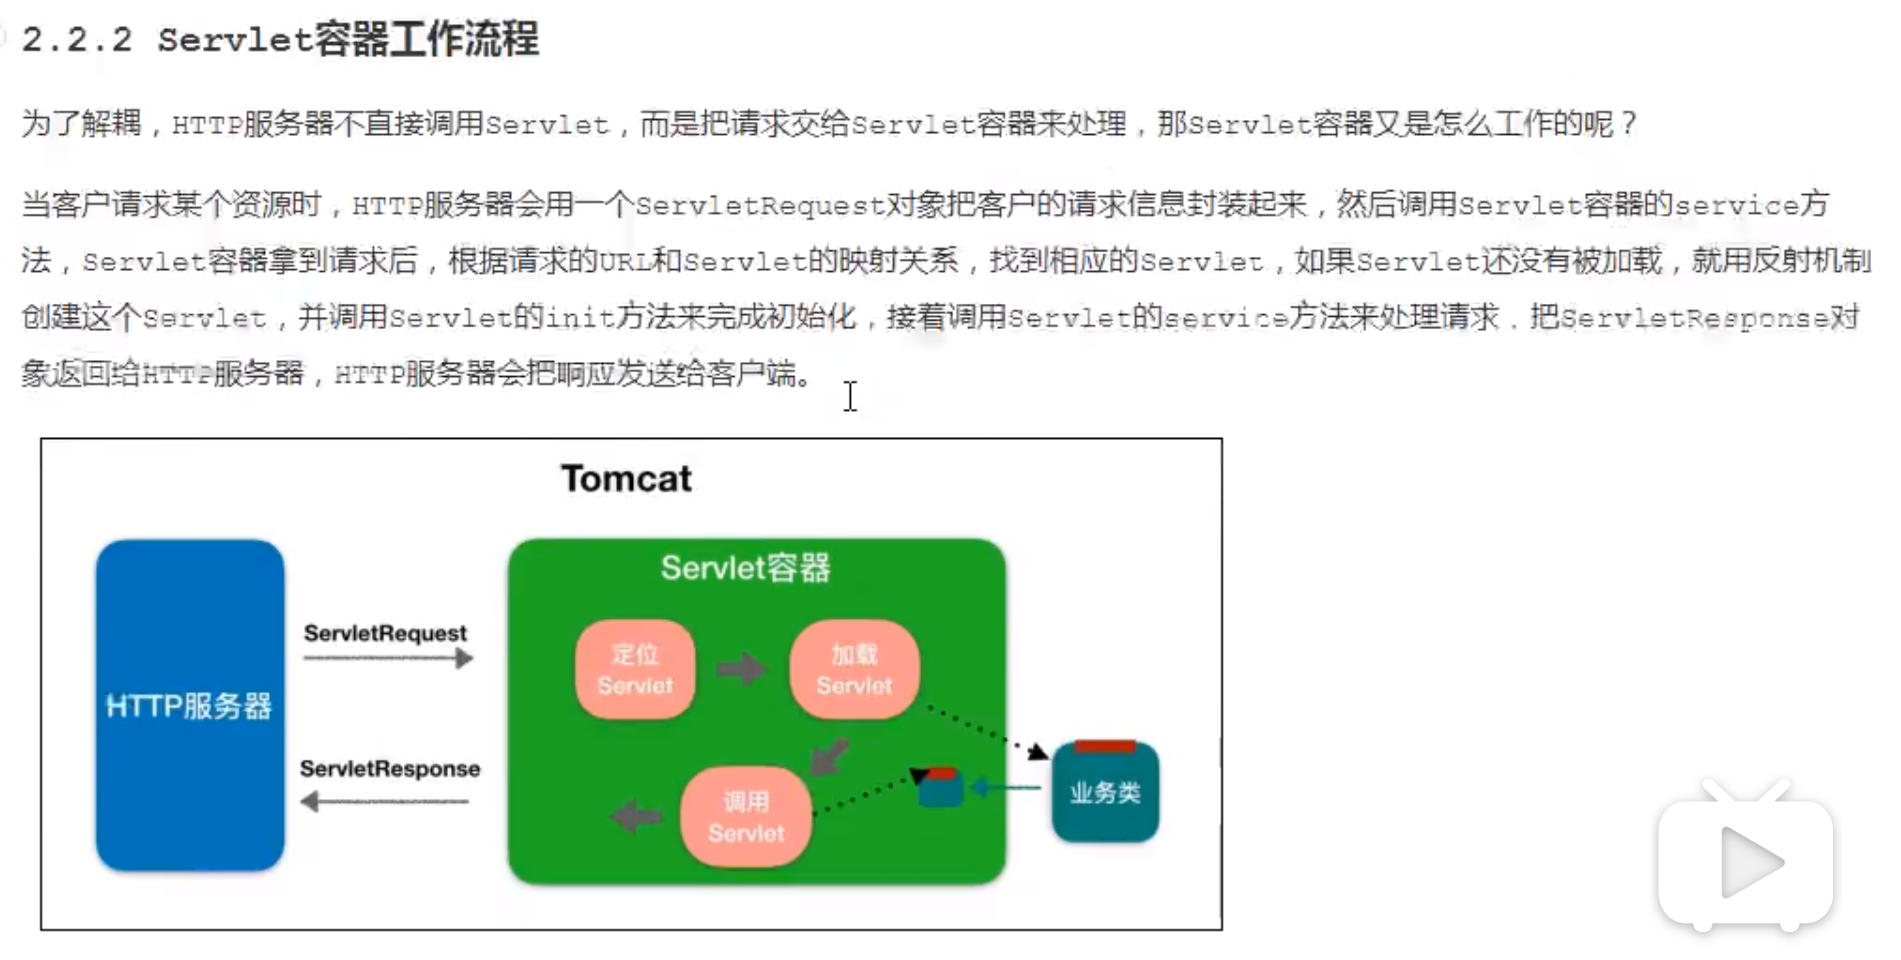 2.2.2 Servlet容器工作流程
为了解耦，HTTP服务器不直接调用Servlet，而是把请求交给Servlet容器来处理，那Servlet容器又是怎么工作的呢？
当客户请求某个资源时，HTTP服务器会用一个ServletRequest对象把客户的请求信息封装起来，然后调用Servlet容器的service方
法，Servlet容器拿到请求后，根据请求的URL和Servlet的映射关系，找到相应的Servlet，如果Servlet还没有被加载，就用反射机制
创建这个Servlet，并调用Servlet的init方法来完成初始化，接着调用Servlet的service方法来处理请求，把ServletResponse对
象返回给HTTP服务器，HTTP服务器会把响应发送给客户端。
Tomcat
Servlet容器
ServletRequest
定位
Servlet
加载
Servlet
HTTP服务器
ServletResponse
调用
Servlet
业务类